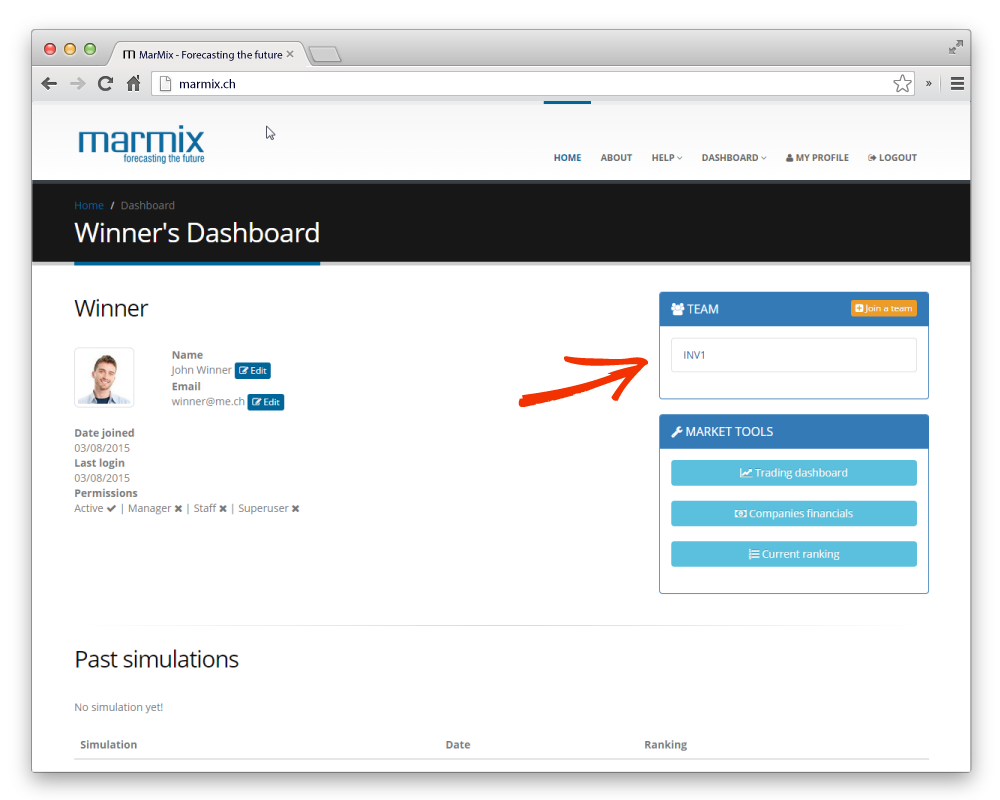 MarMix - Forecasting the future
marmix.ch
marmix
forecasting the future
HOME ABOUT HELP DASHBOARD MY PROFILE LOGOUT
Home / Dashboard
Winner's Dashboard
Winner
Name
John Winner Edit
Email
winner@me.ch Edit
Date joined
03/08/2015
Last login
03/08/2015
Permissions
Active | Manager | Staff | Superuser
TEAM Join a team
INV1
MARKET TOOLS
Trading dashboard
Companies financials
Current ranking
Past simulations
No simulation yet!
Simulation Date Ranking